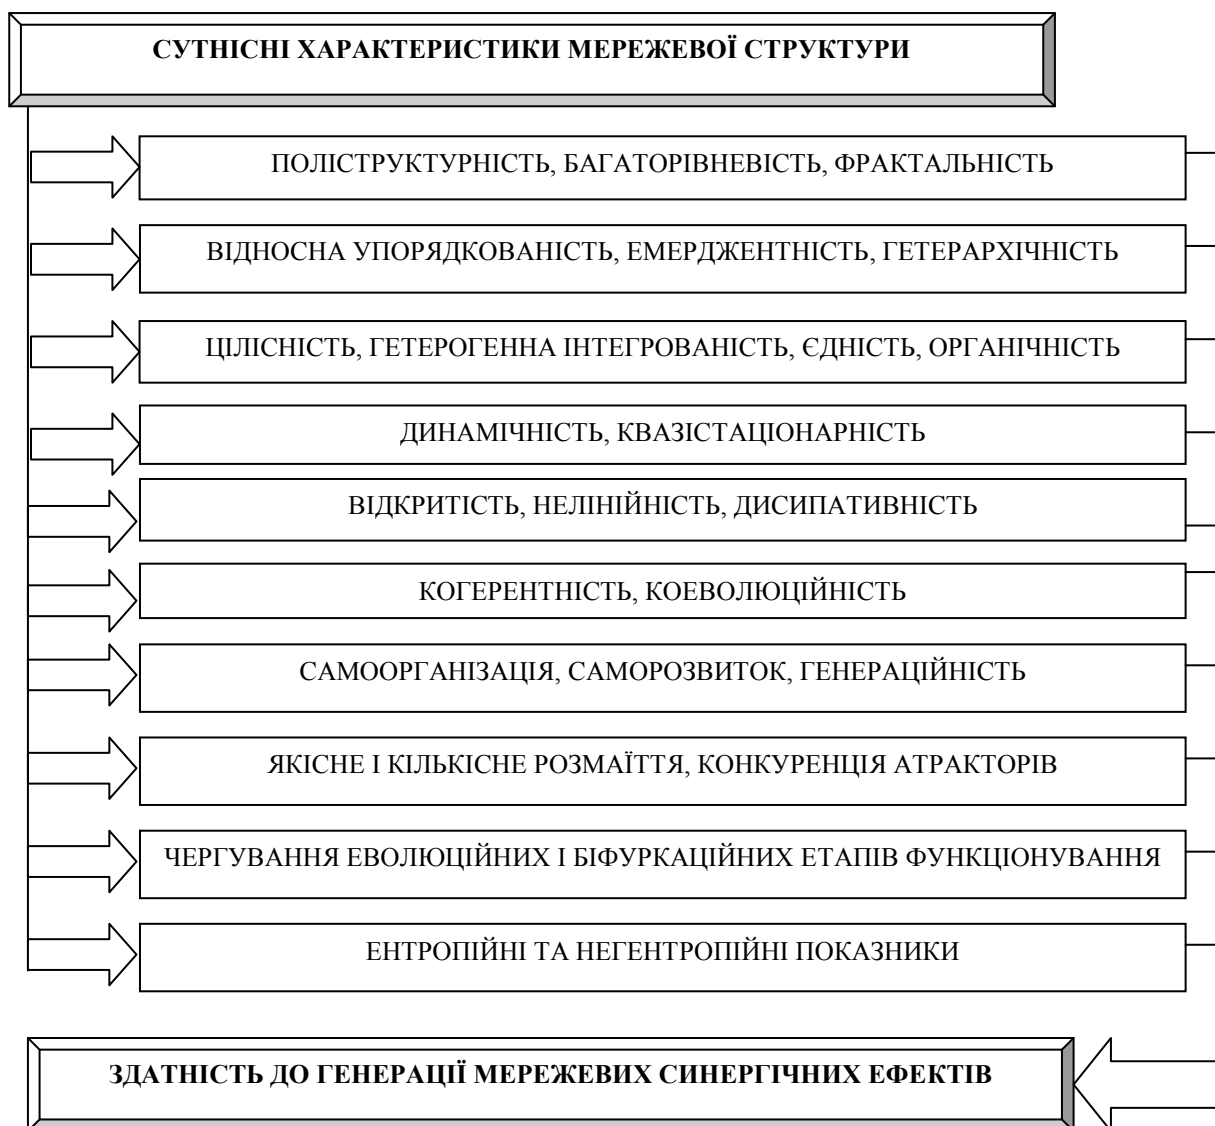 СУТНІСНІ ХАРАКТЕРИСТИКИ МЕРЕЖЕВОЇ СТРУКТУРИ
ПОЛІСТРУКТУРНІСТЬ, БАГАТОРІВНЕВІСТЬ, ФРАКТАЛЬНІСТЬ
ВІДНОСНА УПОРЯДКОВАНІСТЬ, ЕМЕРДЖЕНТНІСТЬ, ГЕТЕРАРХІЧНІСТЬ
ЦІЛІСНІСТЬ, ГЕТЕРОГЕННА ІНТЕГРОВАНІСТЬ, ЄДНІСТЬ, ОРГАНІЧНІСТЬ
ДИНАМІЧНІСТЬ, КВАЗІСТАЦІОНАРНІСТЬ
ВІДКРИТІСТЬ, НЕЛІНІЙНІСТЬ, ДИСИПАТИВНІСТЬ
КОГЕРЕНТНІСТЬ, КОЕВОЛЮЦІЙНІСТЬ
САМООРГАНІЗАЦІЯ, САМОРОЗВИТОК, ГЕНЕРАЦІЙНІСТЬ
ЯКІСНЕ І КІЛЬКІСНЕ РОЗМАЇТТЯ, КОНКУРЕНЦІЯ АТРАКТОРІВ
ЧЕРГУВАННЯ ЕВОЛЮЦІЙНИХ І БІФУРКАЦІЙНИХ ЕТАПІВ ФУНКЦІОНУВАННЯ
ЕНТРОПІЙНІ ТА НЕГЕНТРОПІЙНІ ПОКАЗНИКИ
ЗДАТНІСТЬ ДО ГЕНЕРАЦІЇ МЕРЕЖЕВИХ СИНЕРГІЧНИХ ЕФЕКТІВ